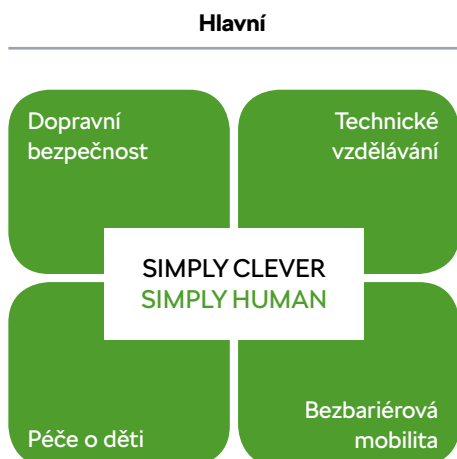 Hlavní
Dopravní
bezpečnost
Technické
vzdělávání
SIMPLY CLEVER
SIMPLY HUMAN
Péče o děti
Bezbariérová
mobilita